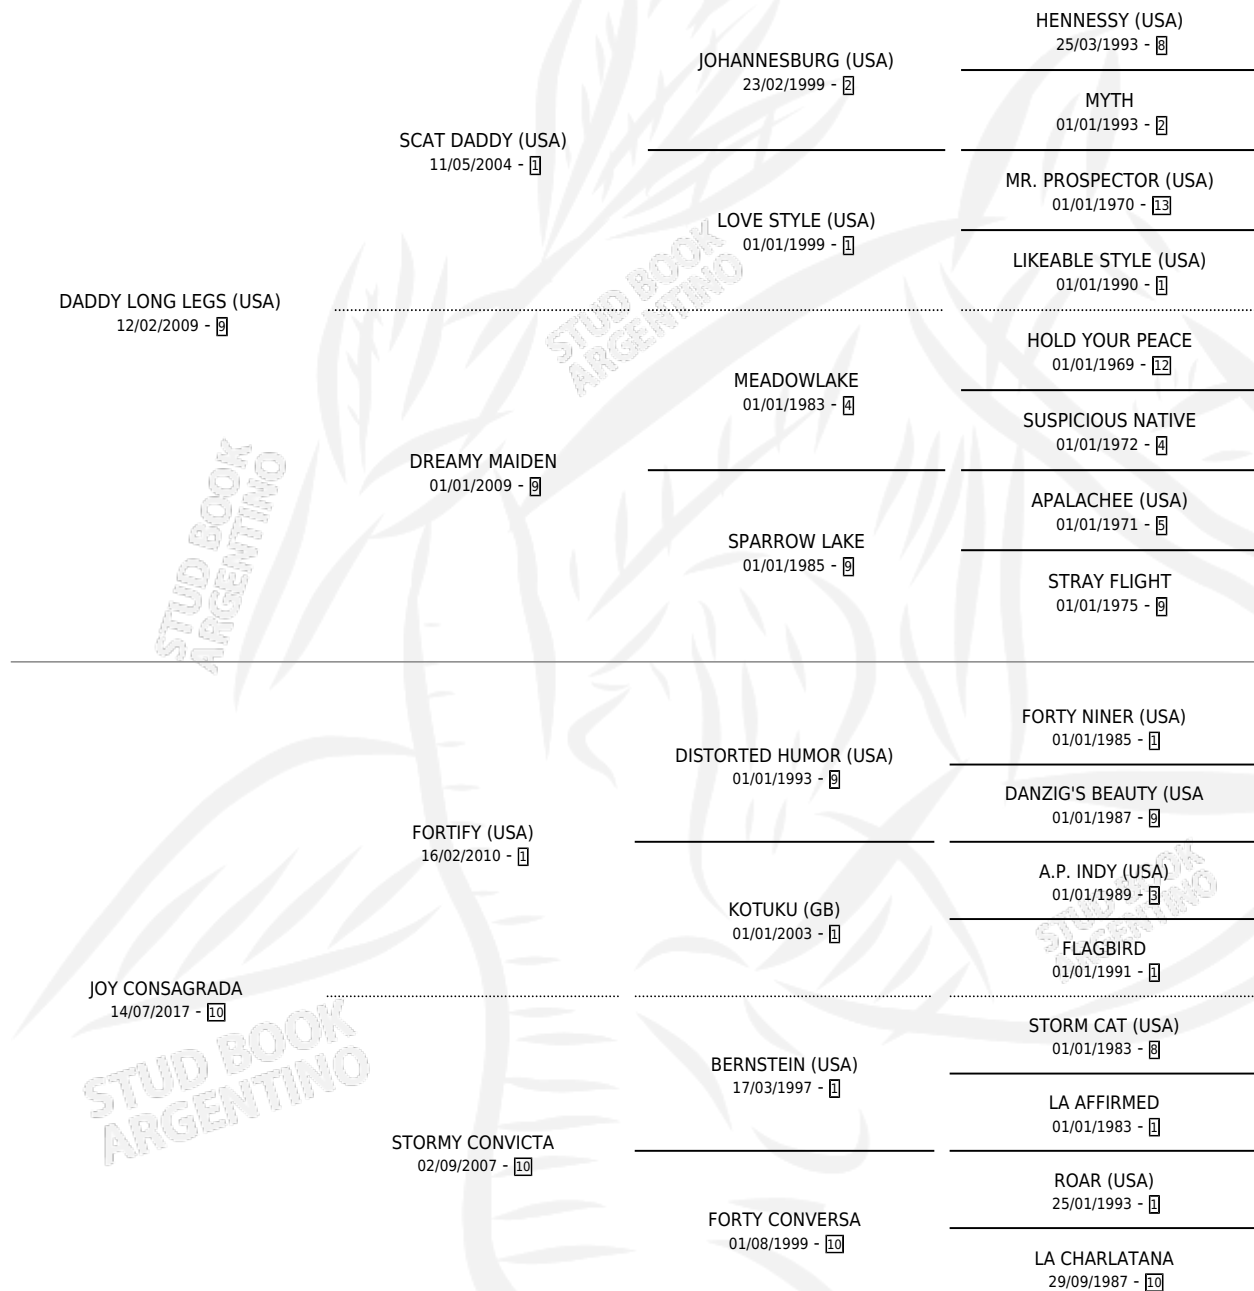 HENNESSY (USA)
25/03/1993 - 8
JOHANNESBURG (USA)
23/02/1999 - 2
MYTH
01/01/1993 - 2
SCAT DADDY (USA)
11/05/2004 - 1
MR. PROSPECTOR (USA)
01/01/1970 - 13
LOVE STYLE (USA)
01/01/1999 - 1
LIKEABLE STYLE (USA)
01/01/1990 - 1
DADDY LONG LEGS (USA)
12/02/2009 - 9
STUD BOOK
ARGENTINO
HOLD YOUR PEACE
01/01/1969 - 12
MEADOWLAKE
01/01/1983 - 4
SUSPICIOUS NATIVE
01/01/1972 - 4
DREAMY MAIDEN
01/01/2009 - 9
APALACHEE (USA)
01/01/1971 - 5
SPARROW LAKE
01/01/1985 - 9
STRAY FLIGHT
01/01/1975 - 9
STUD BOOK
ARGENTINO
FORTY NINER (USA)
01/01/1985 - 1
DISTORTED HUMOR (USA)
01/01/1993 - 9
DANZIG'S BEAUTY (USA
01/01/1987 - 9
FORTIFY (USA)
16/02/2010 - 1
A.P. INDY (USA)
01/01/1989 - 3
KOTUKU (GB)
01/01/2003 - 1
STUD BOOK
ARGENTINO
FLAGBIRD
01/01/1991 - 1
JOY CONSAGRADA
14/07/2017 - 10
STUD BOOK
ARGENTINO
STORM CAT (USA)
01/01/1983 - 8
BERNSTEIN (USA)
17/03/1997 - 1
LA AFFIRMED
01/01/1983 - 1
STORMY CONVICTA
02/09/2007 - 10
ROAR (USA)
25/01/1993 - 1
FORTY CONVERSA
01/08/1999 - 10
LA CHARLATANA
29/09/1987 - 10